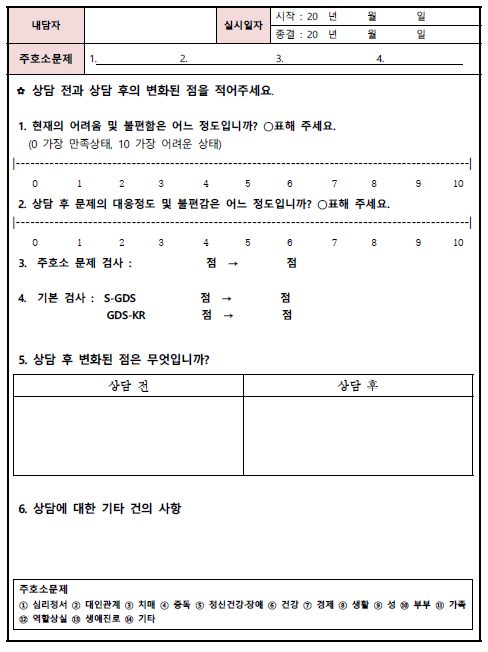 내담자 실시일자 시작 : 20 년 월 일
종결 : 20 년 월 일
주호소문제 1. 2. 3. 4.
✿ 상담 전과 상담 후의 변화된 점을 적어주세요.
1. 현재의 어려움 및 불편함은 어느 정도입니까? ○표해 주세요.
(0 가장 만족상태, 10 가장 어려운 상태)
0 1 2 3 4 5 6 7 8 9 10
2. 상담 후 문제의 대응정도 및 불편감은 어느 정도입니까? ○표해 주세요.
0 1 2 3 4 5 6 7 8 9 10
3. 주호소 문제 검사 : 점 → 점
4. 기본 검사 : S-GDS 점 → 점
GDS-KR 점 → 점
5. 상담 후 변화된 점은 무엇입니까?
상담 전 상담 후
6. 상담에 대한 기타 건의 사항
주호소문제
① 심리정서 ② 대인관계 ③ 치매 ④ 중독 ⑤ 정신건강·장애 ⑥ 건강 ⑦ 경제 ⑧ 생활 ⑨ 성 ⑩ 부부 ⑪ 가족
⑫ 역할상실 ⑬ 생애진로 ⑭ 기타